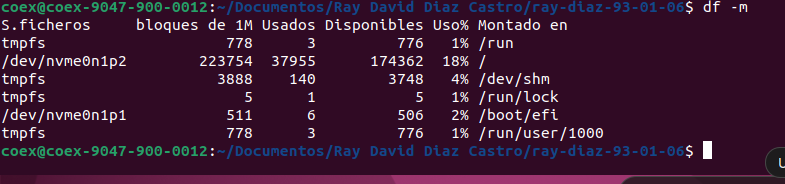 coex@coex-9047-900-0012:~/Documentos/Ray David Diaz Castro/ray-diaz-93-01-06$ df -m
S.ficheros     bloques de 1M Usados Disponibles Uso% Montado en
tmpfs                    778      3         776   1% /run
/dev/nvme0n1p2        223754  37955      174362  18% /
tmpfs                   3888    140        3748   4% /dev/shm
tmpfs                      5      1           5   1% /run/lock
/dev/nvme0n1p1           511      6         506   2% /boot/efi
tmpfs                    778      3         776   1% /run/user/1000
coex@coex-9047-900-0012:~/Documentos/Ray David Diaz Castro/ray-diaz-93-01-06$